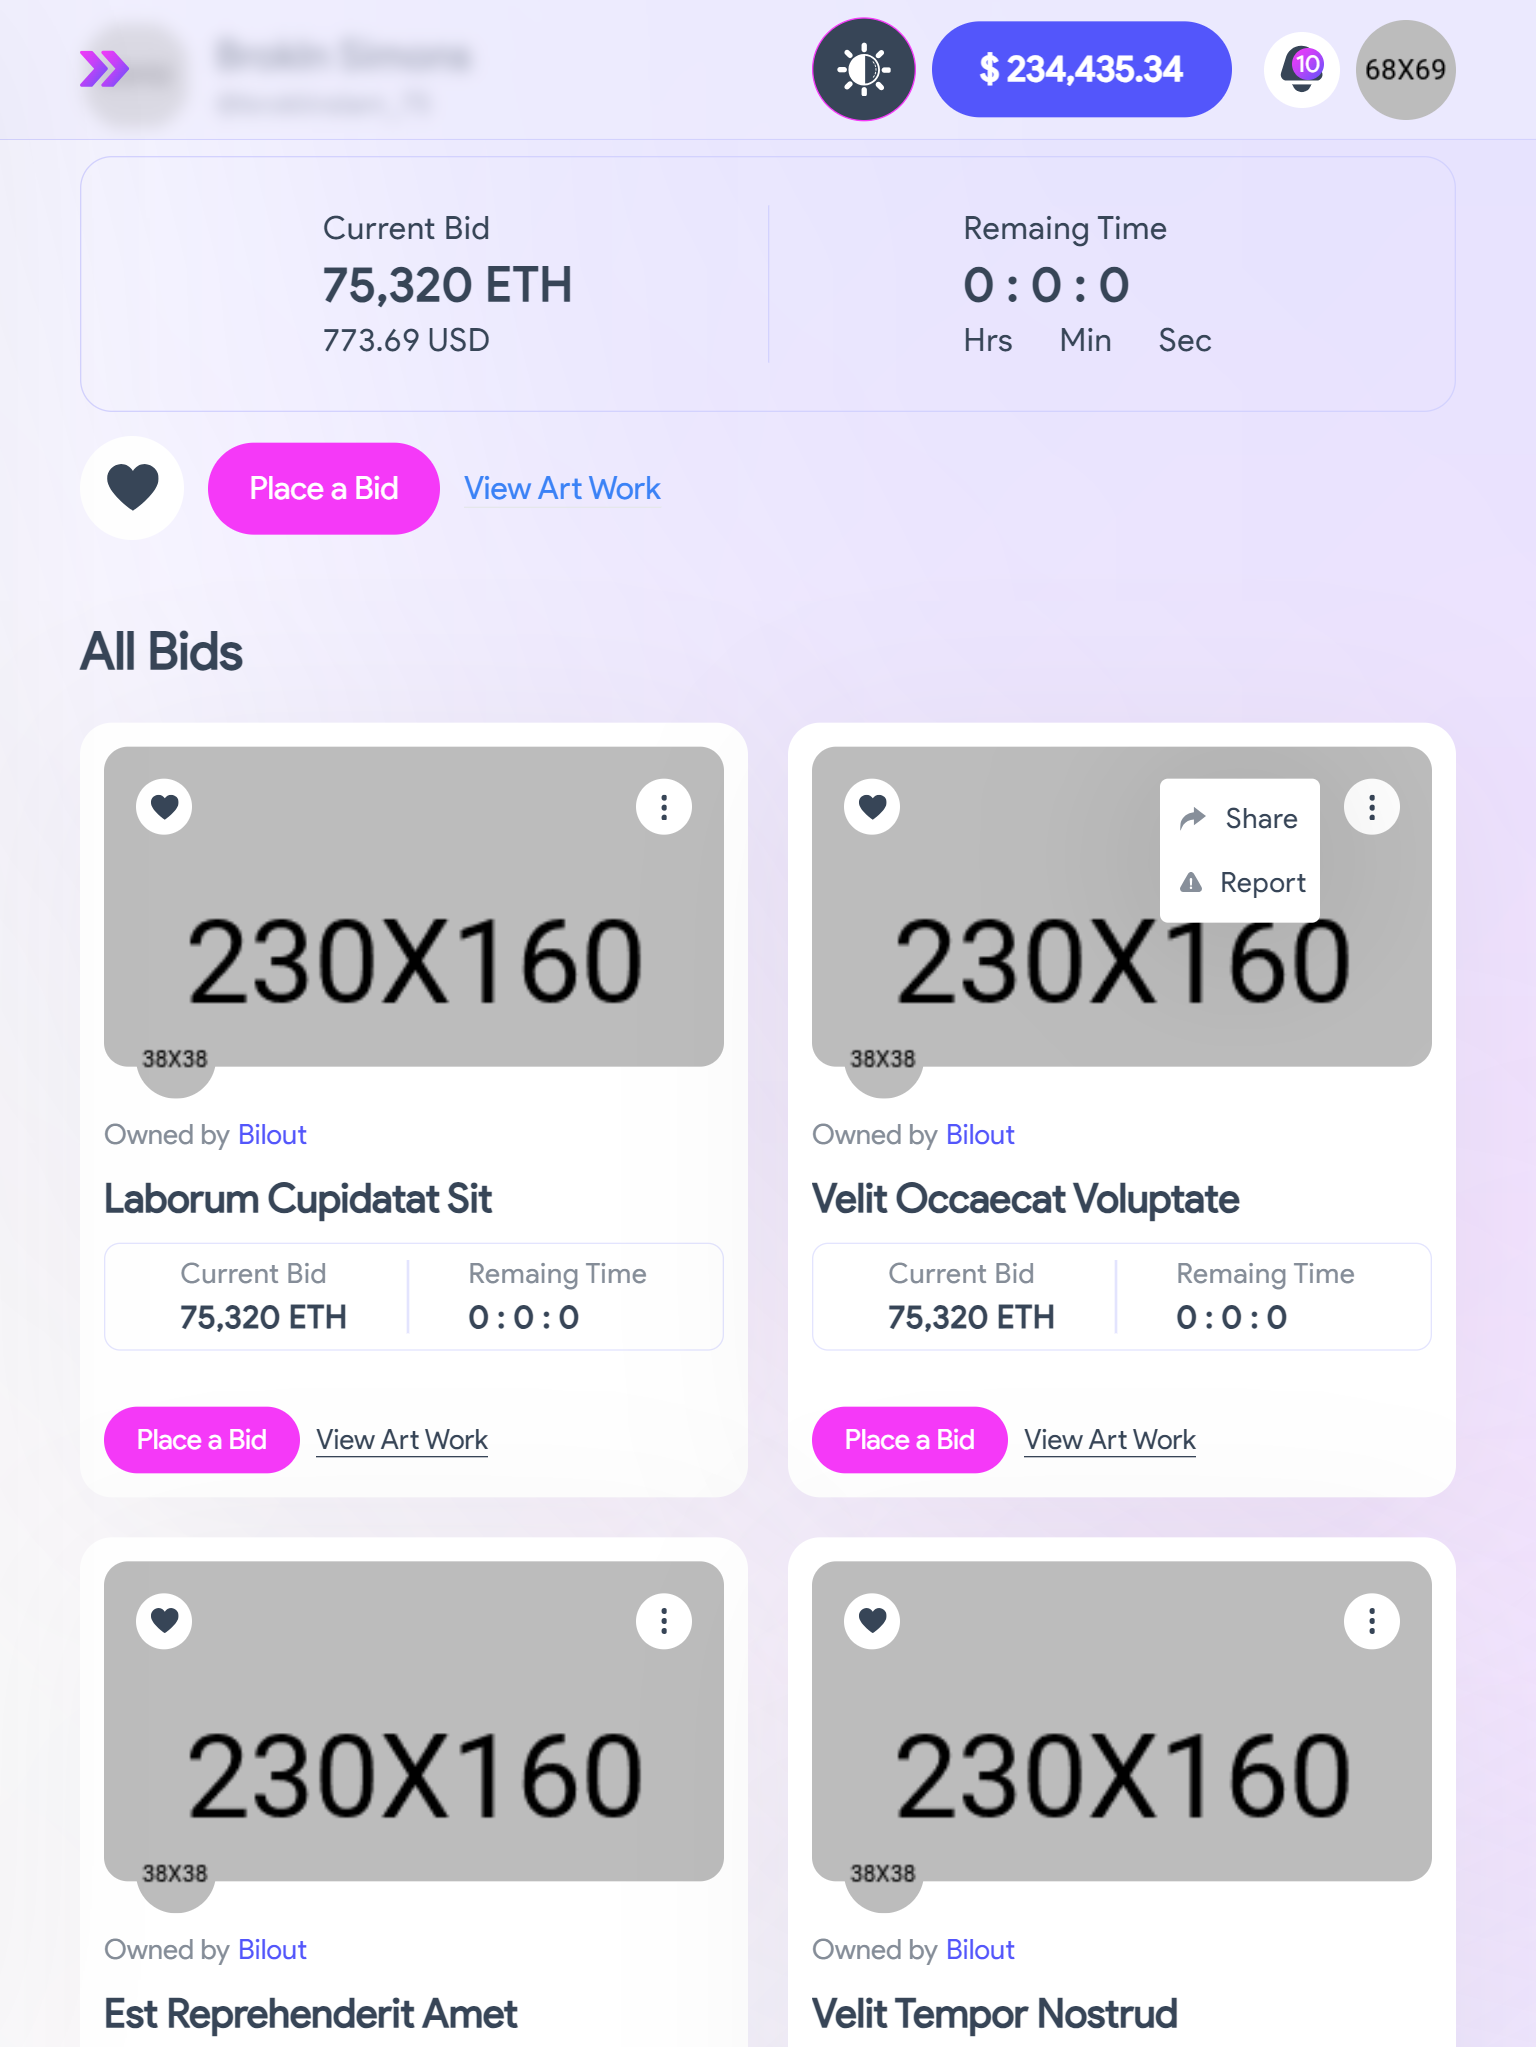 $ 234,435.34
10
68X69
Current Bid
75,320 ETH
773.69 USD
Remaing Time
0 : 0 : 0
Hrs Min Sec
Place a Bid
View Art Work
All Bids
230X160
38X38
Owned by Bilout
Laborum Cupidatat Sit
Current Bid
75,320 ETH
Remaing Time
0 : 0 : 0
Place a Bid
View Art Work
Share
Report
230X160
38X38
Owned by Bilout
Velit Occaecat Voluptate
Current Bid
75,320 ETH
Remaing Time
0 : 0 : 0
Place a Bid
View Art Work
230X160
38X38
Owned by Bilout
Est Reprehenderit Amet
230X160
38X38
Owned by Bilout
Velit Tempor Nostrud